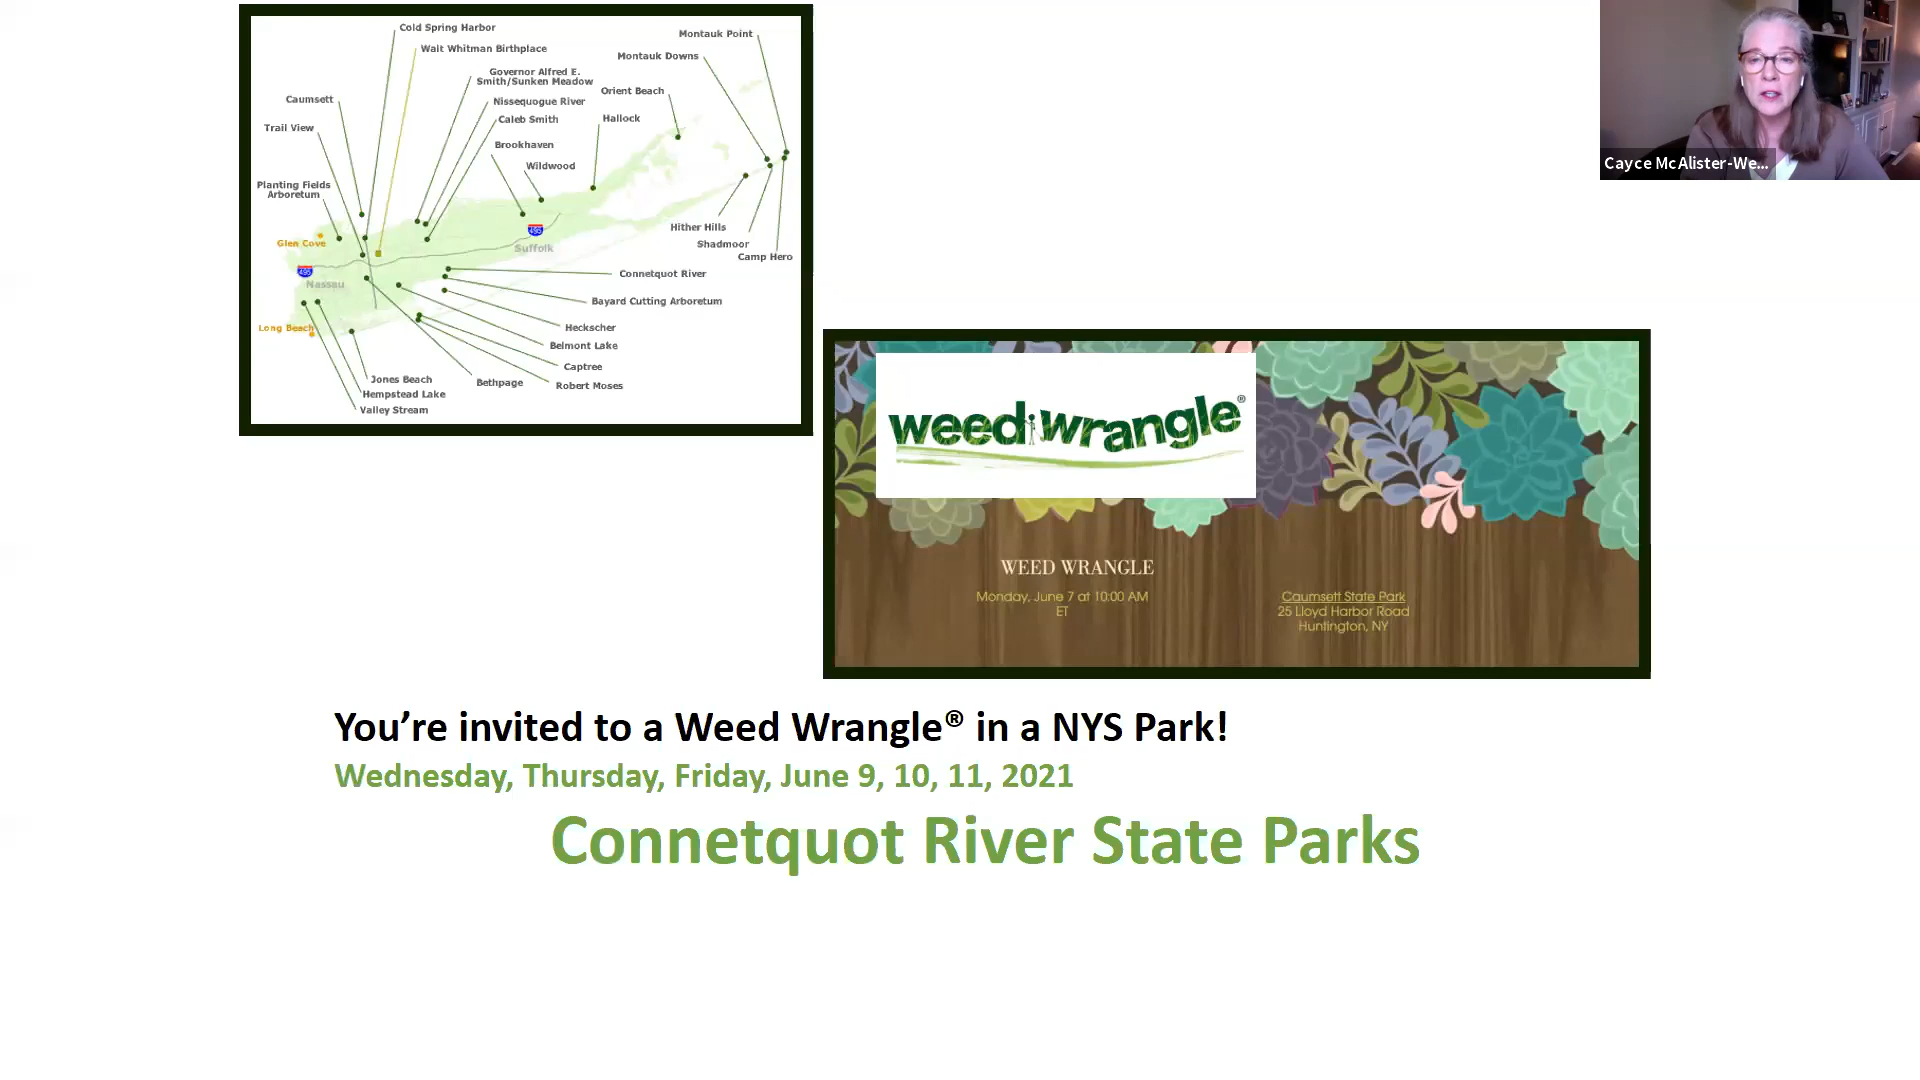 Cold Spring Harbor
Walt Whitman Birthplace
Governor Alfred E.
Smith/Sunken Meadow
Nissequogue River
Caleb Smith
Brookhaven
Wildwood
Caumsett
Trail View
Planting Fields
Arboretum
Glen Cove
495
Nassau
Long Beach
Montauk Point
Montauk Downs
Orient Beach
Hallock
495
Suffolk
Hither Hills
Shadmoor
Camp Hero
Connetquot River
Bayard Cutting Arboretum
Heckscher
Belmont Lake
Captree
Robert Moses
Bethpage
Jones Beach
Hempstead Lake
Valley Stream
Cayce McAlister-We...
weed wrangle®
WEED WRANGLE
Monday, June 7 at 10:00 AM
ET
Caumsett State Park
25 Lloyd Harbor Road
Huntington, NY
You’re invited to a Weed Wrangle® in a NYS Park!
Wednesday, Thursday, Friday, June 9, 10, 11, 2021
Connetquot River State Parks